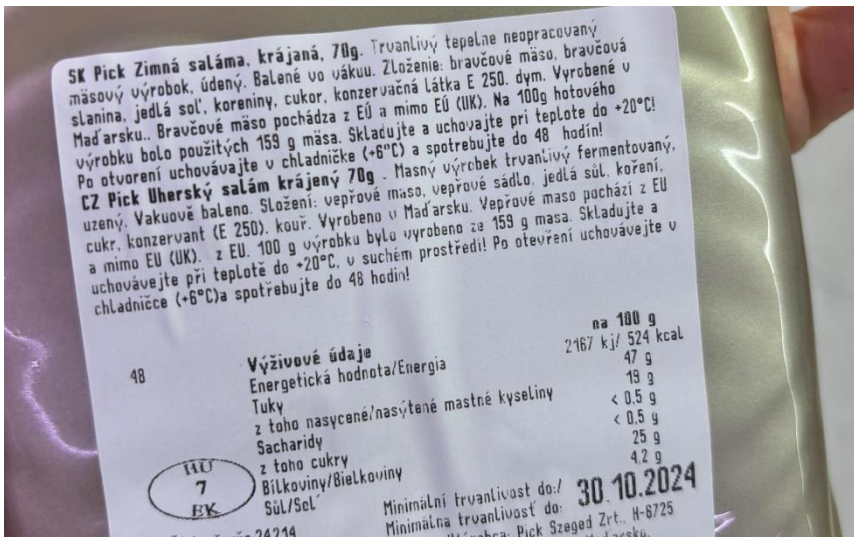 SK Pick Zimná saláma, krájaná, 70g. Trvanlivý tepelne neopracovaný
mäsový výrobok, údený. Balené vo vákuu. Zloženie: bravčové mäso, bravčová
slanina, jedlá soľ, koreniny, cukor, konzervačná látka E 250. dym. Vyrobené v
Maďarsku.. Bravčové mäso pochádza z EÚ a mimo EÚ (UK). Na 100g hotového
výrobku bolo použitých 159 g mäsa. Skladujte a uchovajte pri teplote do +20°C!
Po otvorení uchovávajte v chladničke (+6°C) a spotrebujte do 48 hodín!
CZ Pick Uherský salám krájený 70g . Masný výrobek trvanlivý fermentovaný,
uzený. Vakuově baleno. Složení: vepřové maso, vepřové sádlo, jedlá sůl, koření,
cukr, konzervant (E 250). kouř. Vyrobeno v Maďarsku. Vepřové maso pochází z EU
a mimo EU (UK). z EU. 100 g výrobku bylo vyrobeno ze 159 g masa. Skladujte a
uchovávejte při teplotě do +20°C, v suchém prostředí! Po otevření uchovávejte v
chladničce (+6°C)a spotřebujte do 48 hodin!
48
Výživové údaje na 100 g
Energetická hodnota/Energia 2167 kj/ 524 kcal
Tuky 47 g
z toho nasycené/nasýtené mastné kyseliny 19 g
Sacharidy < 0.5 g
z toho cukry < 0,5 g
Bílkoviny/Bielkoviny 25 g
Sůl/Soľ 4.2 g
HU
7
EK
Minimální trvanlivost do:/ 30.10.2024
Minimálna trvanlivosť do:
24214
Pick Szeged Zrt., H-6725